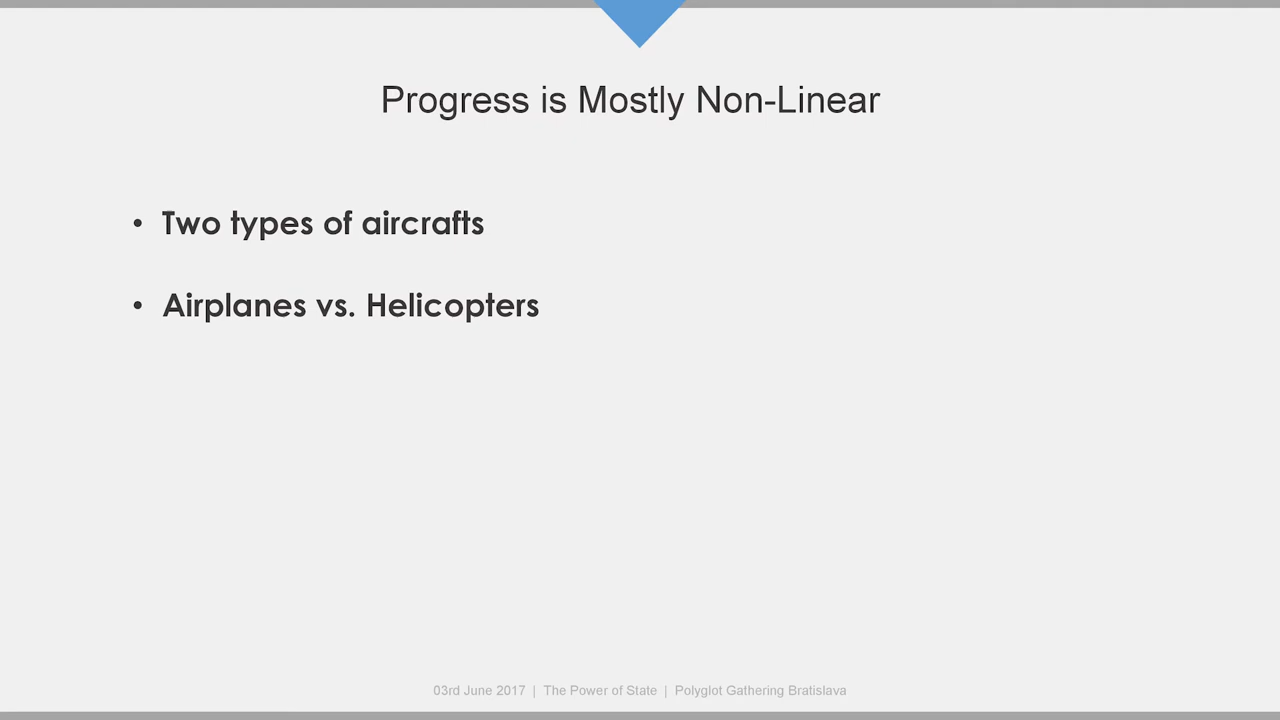 Progress is Mostly Non-Linear
• Two types of aircrafts
• Airplanes vs. Helicopters
03rd June 2017 | The Power of State | Polyglot Gathering Bratislava